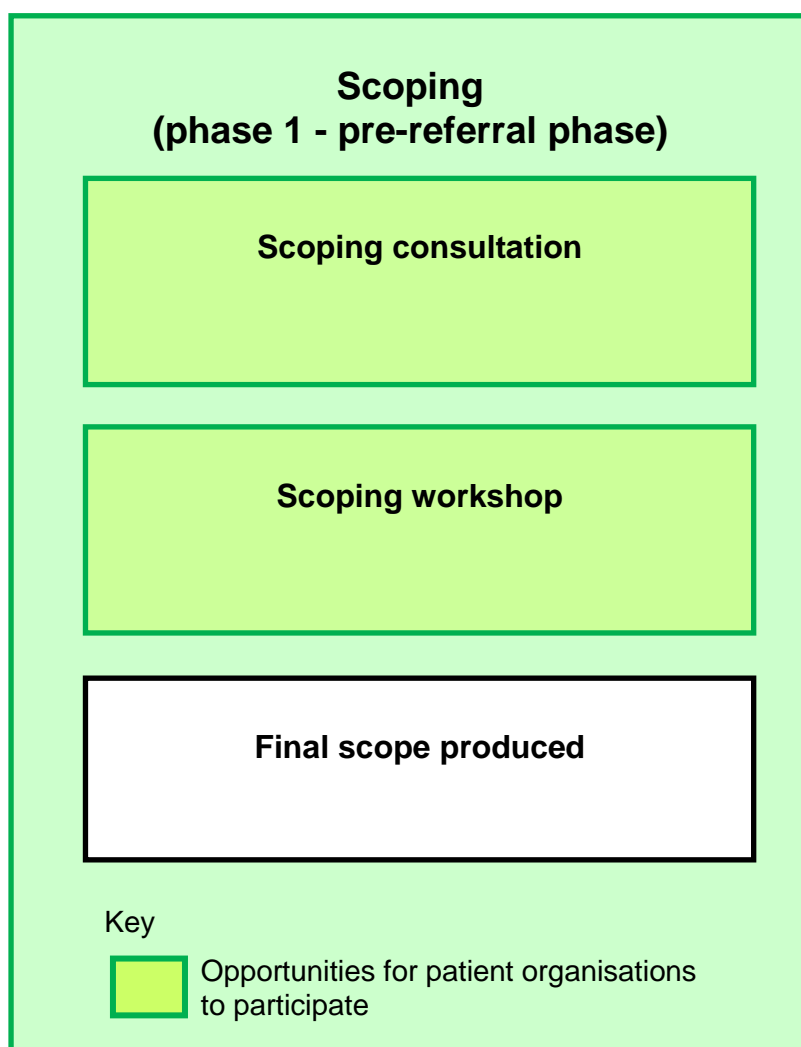 Scoping
(phase 1 - pre-referral phase)
Scoping consultation
Scoping workshop
Final scope produced
Key
Opportunities for patient organisations
to participate